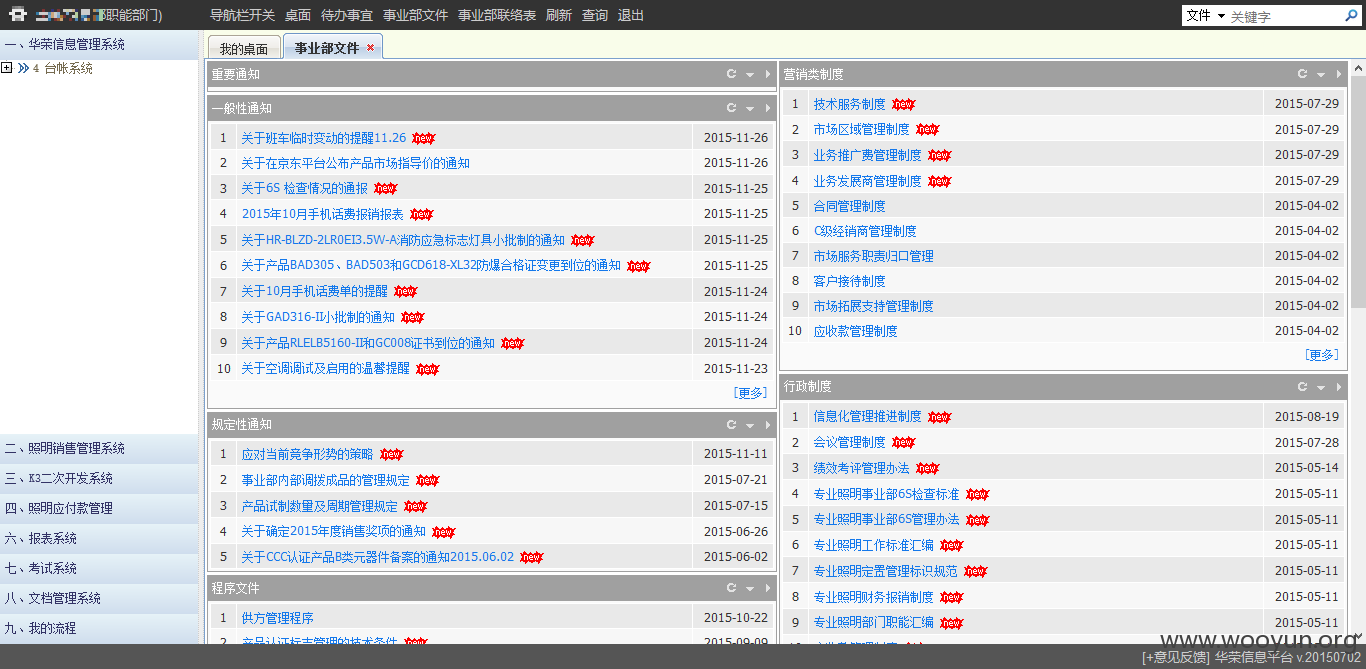 部职能部门)
导航栏开关 桌面 待办事宜 事业部文件 事业部联络表 刷新 查询 退出
文件 关键字
一、华荣信息管理系统
4 台帐系统
二、照明销售管理系统
三、K3二次开发系统
四、照明应付款管理
六、报表系统
七、考试系统
八、文档管理系统
九、我的流程
我的桌面 事业部文件
重要通知
一般性通知
1 关于班车临时变动的提醒11.26 new 2015-11-26
2 关于在京东平台公布产品市场指导价的通知 2015-11-26
3 关于6S 检查情况的通报 new 2015-11-25
4 2015年10月手机话费报销报表 new 2015-11-25
5 关于HR-BLZD-2LR0EI3.5W-A消防应急标志灯具小批制的通知 new 2015-11-25
6 关于产品BAD305、BAD503和GCD618-XL32防爆合格证变更到位的通知 new 2015-11-25
7 关于10月手机话费单的提醒 new 2015-11-24
8 关于GAD316-II小批制的通知 new 2015-11-24
9 关于产品RLELB5160-II和GC008证书到位的通知 new 2015-11-24
10 关于空调调试及启用的温馨提醒 new 2015-11-23
[更多]
规定性通知
1 应对当前竞争形势的策略 new 2015-11-11
2 事业部内部调拨成品的管理规定 new 2015-07-21
3 产品试制数量及周期管理规定 new 2015-07-15
4 关于确定2015年度销售奖项的通知 new 2015-06-26
5 关于CCC认证产品B类元器件备案的通知2015.06.02 new 2015-06-02
程序文件
1 供方管理程序 2015-10-22
2 产品认证标志管理的技术条件 new 2015-09-09
营销类制度
1 技术服务制度 new 2015-07-29
2 市场区域管理制度 new 2015-07-29
3 业务推广费管理制度 new 2015-07-29
4 业务发展商管理制度 new 2015-07-29
5 合同管理制度 2015-04-02
6 C级经销商管理制度 2015-04-02
7 市场服务职责归口管理 2015-04-02
8 客户接待制度 2015-04-02
9 市场拓展支持管理制度 2015-04-02
10 应收款管理制度 2015-04-02
[更多]
行政制度
1 信息化管理推进制度 new 2015-08-19
2 会议管理制度 new 2015-07-28
3 绩效考评管理办法 new 2015-05-14
4 专业照明事业部6S检查标准 new 2015-05-11
5 专业照明事业部6S管理办法 new 2015-05-11
6 专业照明工作标准汇编 new 2015-05-11
7 专业照明定置管理标识规范 new 2015-05-11
8 专业照明财务报销制度 new 2015-05-11
9 专业照明部门职能汇编 new 2015-05-11
www.wooyun.org
[+意见反馈] 华荣信息平台 v.20150702